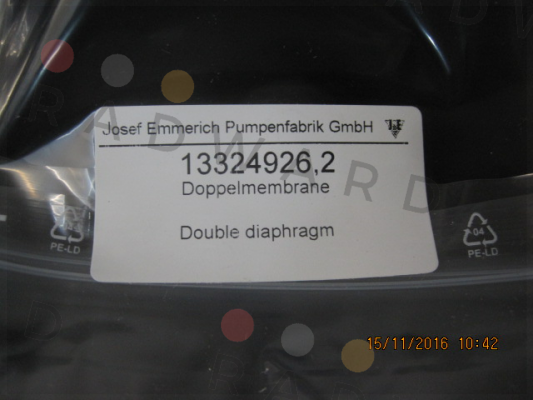 Josef Emmerich Pumpenfabrik GmbH
13324926,2
Doppelmembrane
Double diaphragm
PE-LD
04
PE-LD
RADWARD
15/11/2016 10:42